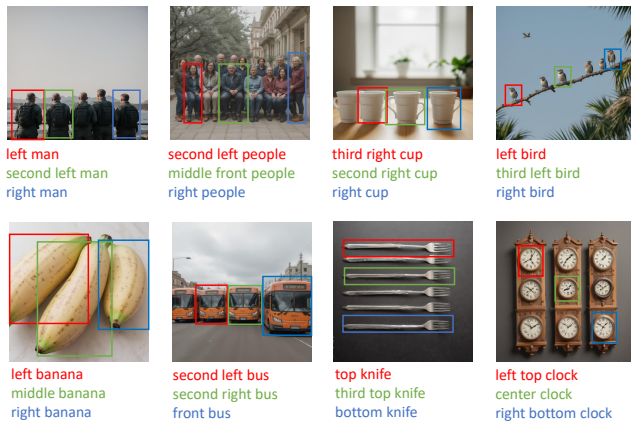 left man
second left man
right man
second left people
middle front people
right people
third right cup
second right cup
right cup
left bird
third left bird
right bird
left banana
middle banana
right banana
second left bus
second right bus
front bus
top knife
third top knife
bottom knife
left top clock
center clock
right bottom clock